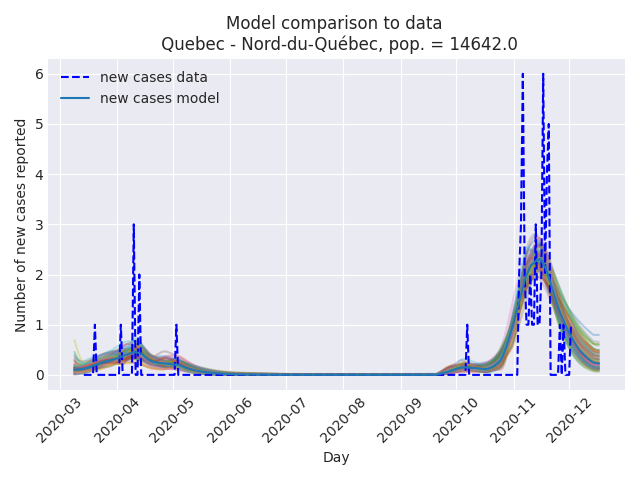 Model comparison to data
Quebec - Nord-du-Québec, pop. = 14642.0
new cases data
new cases model
Number of new cases reported
6
5
4
3
2
1
0
2020-03
2020-04
2020-05
2020-06
2020-07
2020-08
2020-09
2020-10
2020-11
2020-12
Day